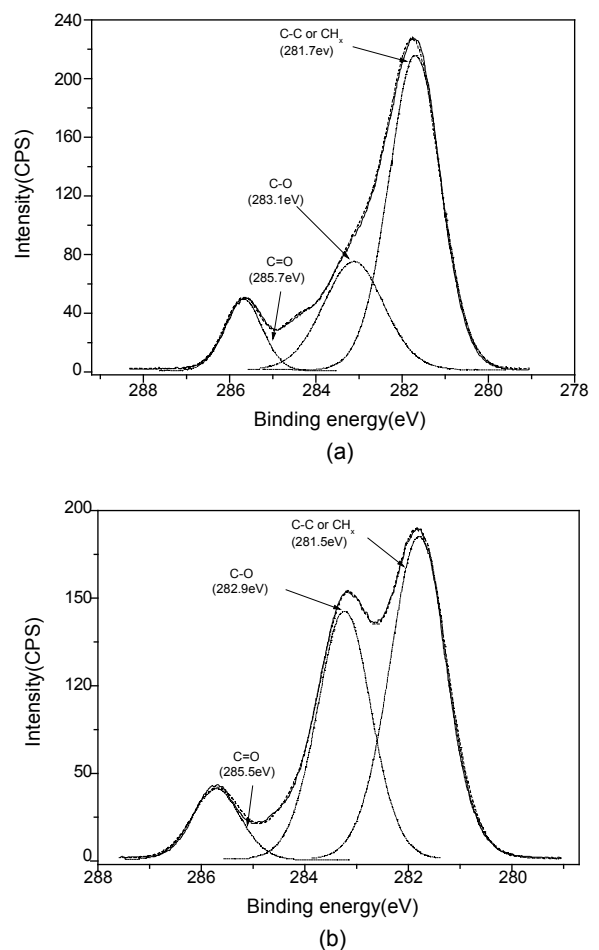 240
200
160
120
80
40
0
Intensity(CPS)
C-C or CHₓ
(281.7ev)
C-O
(283.1eV)
C=O
(285.7eV)
288 286 284 282 280 278
Binding energy(eV)
(a)
200
150
120
50
0
Intensity(CPS)
C-C or CHₓ
(281.5eV)
C-O
(282.9eV)
C=O
(285.5eV)
288 286 284 282 280
Binding energy(eV)
(b)